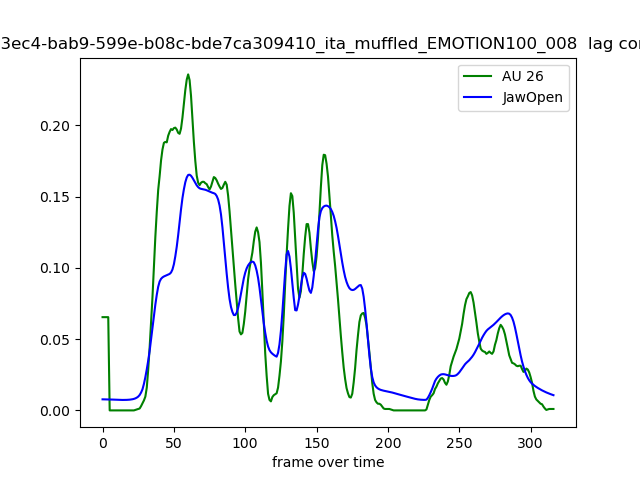 3ec4-bab9-599e-b08c-bde7ca309410_ita_muffled_EMOTION100_008 lag cor
AU 26
JawOpen
0.20
0.15
0.10
0.05
0.00
0 50 100 150 200 250 300
frame over time